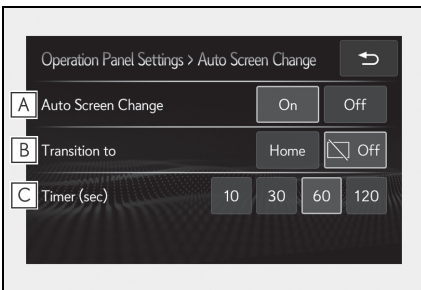 Operation Panel Settings > Auto Screen Change
A Auto Screen Change On Off
B Transition to Home Off
C Timer (sec) 10 30 60 120